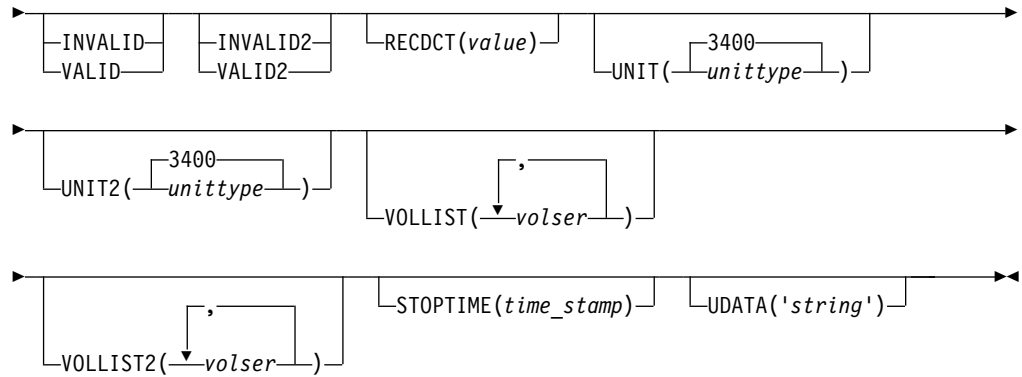 INVALID
VALID
INVALID2
VALID2
RECDCT(value)
3400
UNIT(unittype)
3400
UNIT2(unittype)
,
VOLLIST(volser)
,
VOLLIST2(volser)
STOPTIME(time_stamp)
UDATA('string')